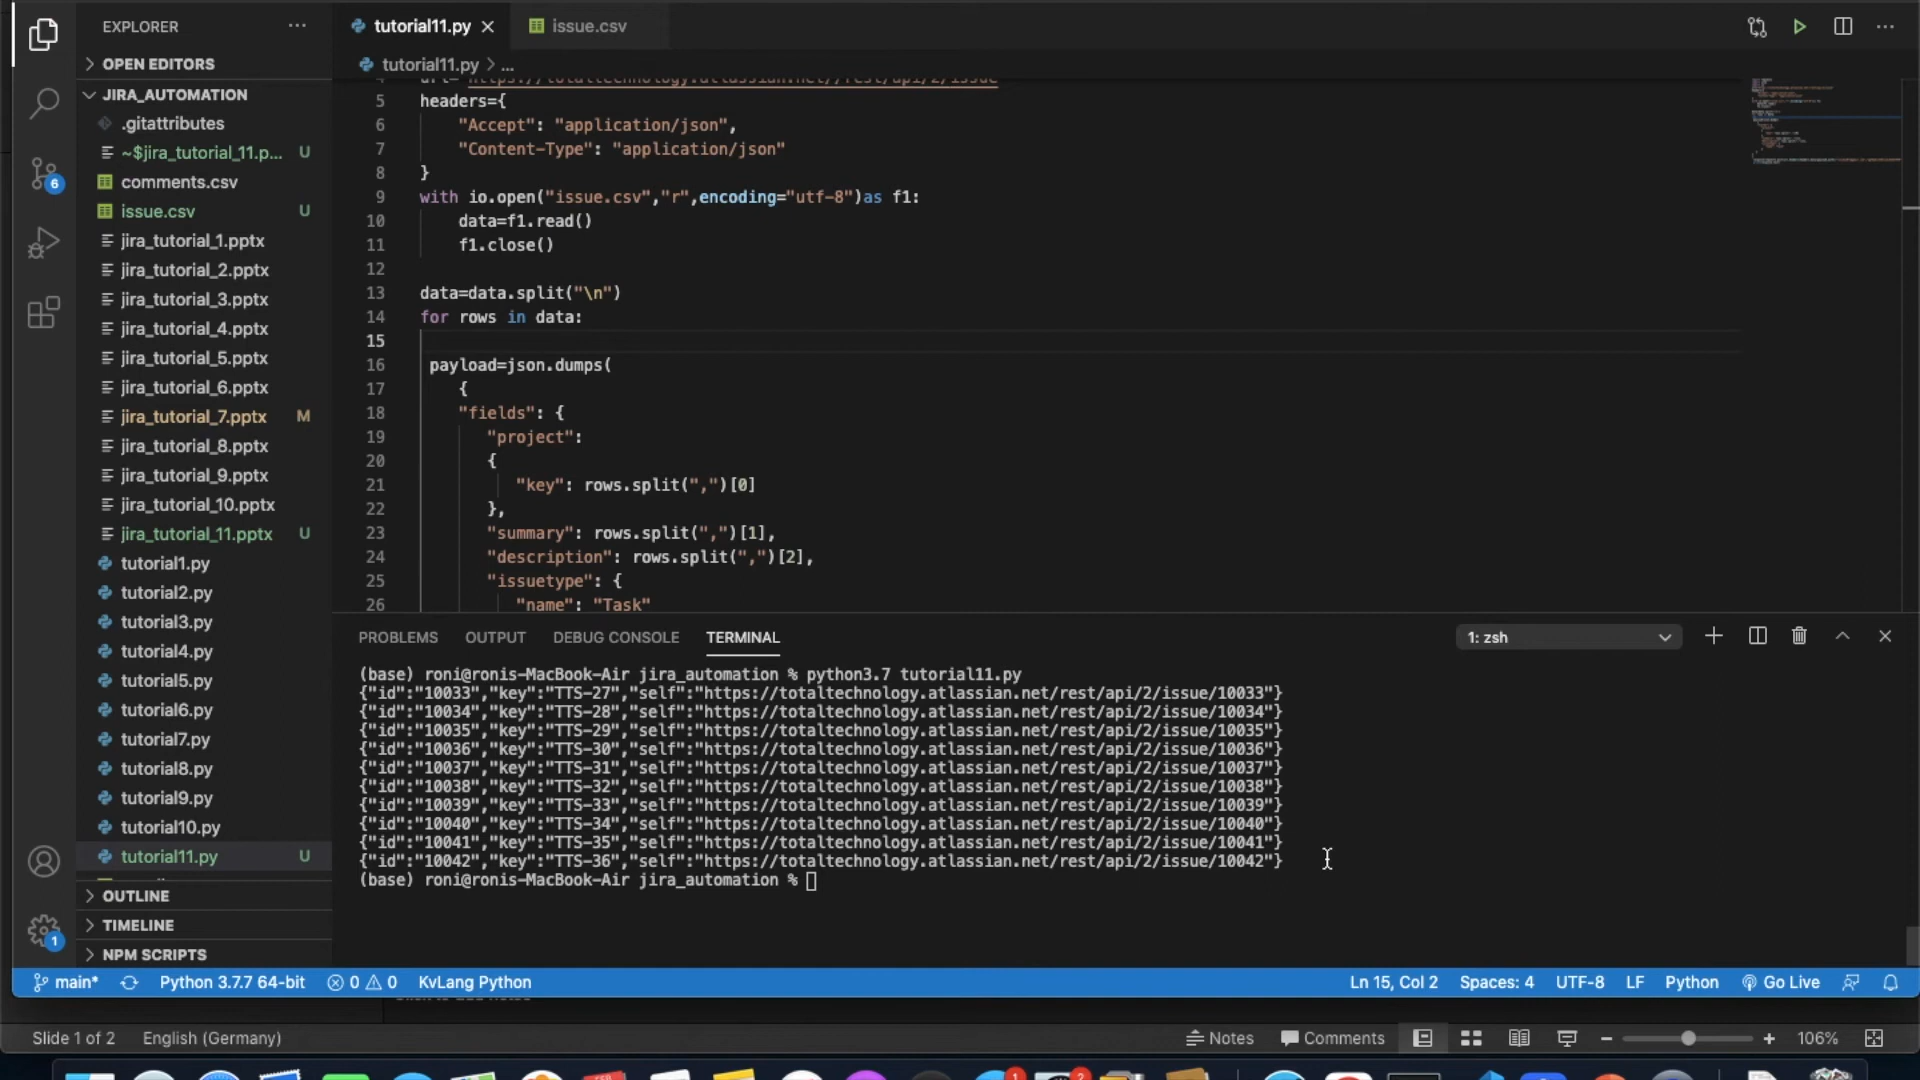 EXPLORER
OPEN EDITORS
JIRA_AUTOMATION
.gitattributes
~$jira_tutorial_11.p... U
comments.csv
issue.csv U
jira_tutorial_1.pptx
jira_tutorial_2.pptx
jira_tutorial_3.pptx
jira_tutorial_4.pptx
jira_tutorial_5.pptx
jira_tutorial_6.pptx
jira_tutorial_7.pptx M
jira_tutorial_8.pptx
jira_tutorial_9.pptx
jira_tutorial_10.pptx
jira_tutorial_11.pptx U
tutorial1.py
tutorial2.py
tutorial3.py
tutorial4.py
tutorial5.py
tutorial6.py
tutorial7.py
tutorial8.py
tutorial9.py
tutorial10.py
tutorial11.py U
OUTLINE
TIMELINE
NPM SCRIPTS
6
1
tutorial11.py issue.csv
tutorial11.py > ...
4 url="https://totaltechnology.atlassian.net//rest/api/2/issue"
5 headers={
6 "Accept": "application/json",
7 "Content-Type": "application/json"
8 }
9 with io.open("issue.csv","r",encoding="utf-8")as f1:
10 data=f1.read()
11 f1.close()
12
13 data=data.split("\n")
14 for rows in data:
15
16 payload=json.dumps(
17 {
18 "fields": {
19 "project":
20 {
21 "key": rows.split(",")[0]
22 },
23 "summary": rows.split(",")[1],
24 "description": rows.split(",")[2],
25 "issuetype": {
26 "name": "Task"
PROBLEMS OUTPUT DEBUG CONSOLE TERMINAL 1: zsh
(base) roni@ronis-MacBook-Air jira_automation % python3.7 tutorial11.py
{"id":"10033","key":"TTS-27","self":"https://totaltechnology.atlassian.net/rest/api/2/issue/10033"}
{"id":"10034","key":"TTS-28","self":"https://totaltechnology.atlassian.net/rest/api/2/issue/10034"}
{"id":"10035","key":"TTS-29","self":"https://totaltechnology.atlassian.net/rest/api/2/issue/10035"}
{"id":"10036","key":"TTS-30","self":"https://totaltechnology.atlassian.net/rest/api/2/issue/10036"}
{"id":"10037","key":"TTS-31","self":"https://totaltechnology.atlassian.net/rest/api/2/issue/10037"}
{"id":"10038","key":"TTS-32","self":"https://totaltechnology.atlassian.net/rest/api/2/issue/10038"}
{"id":"10039","key":"TTS-33","self":"https://totaltechnology.atlassian.net/rest/api/2/issue/10039"}
{"id":"10040","key":"TTS-34","self":"https://totaltechnology.atlassian.net/rest/api/2/issue/10040"}
{"id":"10041","key":"TTS-35","self":"https://totaltechnology.atlassian.net/rest/api/2/issue/10041"}
{"id":"10042","key":"TTS-36","self":"https://totaltechnology.atlassian.net/rest/api/2/issue/10042"}
(base) roni@ronis-MacBook-Air jira_automation %
main* Python 3.7.7 64-bit 0 0 KvLang Python Ln 15, Col 2 Spaces: 4 UTF-8 LF Python Go Live
Slide 1 of 2 English (Germany) Notes Comments 106%
1 2